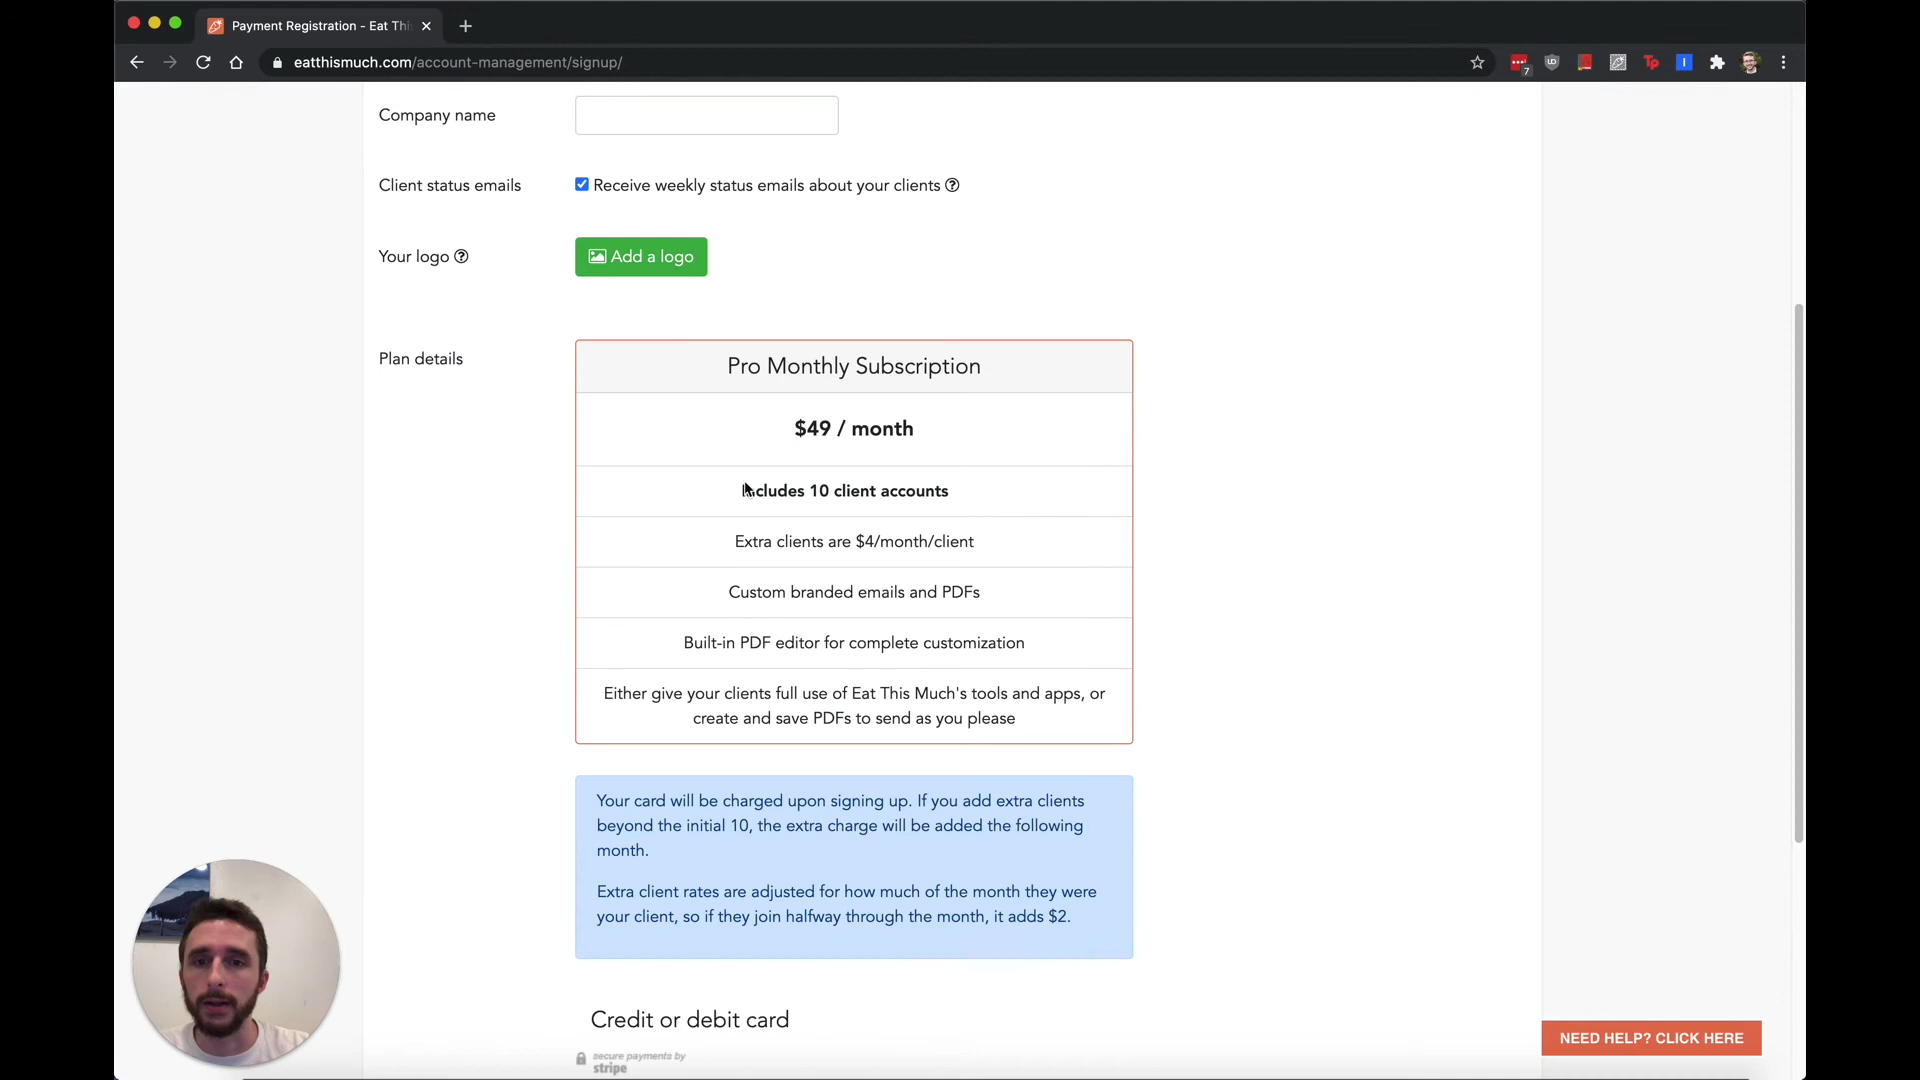 Payment Registration - Eat Thi
eatthismuch.com/account-management/signup/
7
UD
Tp
I
Company name
Client status emails
Receive weekly status emails about your clients
Your logo
Add a logo
Plan details
Pro Monthly Subscription
$49 / month
Includes 10 client accounts
Extra clients are $4/month/client
Custom branded emails and PDFs
Built-in PDF editor for complete customization
Either give your clients full use of Eat This Much's tools and apps, or
create and save PDFs to send as you please
Your card will be charged upon signing up. If you add extra clients
beyond the initial 10, the extra charge will be added the following
month.
Extra client rates are adjusted for how much of the month they were
your client, so if they join halfway through the month, it adds $2.
Credit or debit card
secure payments by
stripe
NEED HELP? CLICK HERE